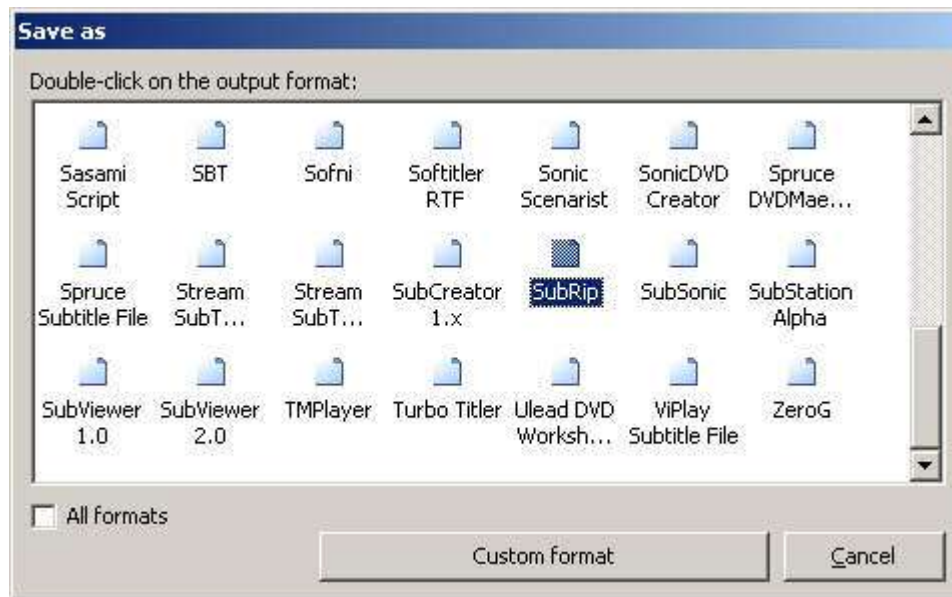 Save as
Double-click on the output format:
Sasami Script
SBT
Sofni
Softitler RTF
Sonic Scenarist
SonicDVD Creator
Spruce DVDMae...
Spruce Subtitle File
Stream SubT...
Stream SubT...
SubCreator 1.x
SubRip
SubSonic
SubStation Alpha
SubViewer 1.0
SubViewer 2.0
TMPlayer
Turbo Titler
Ulead DVD Worksh...
ViPlay Subtitle File
ZeroG
All formats
Custom format
Cancel